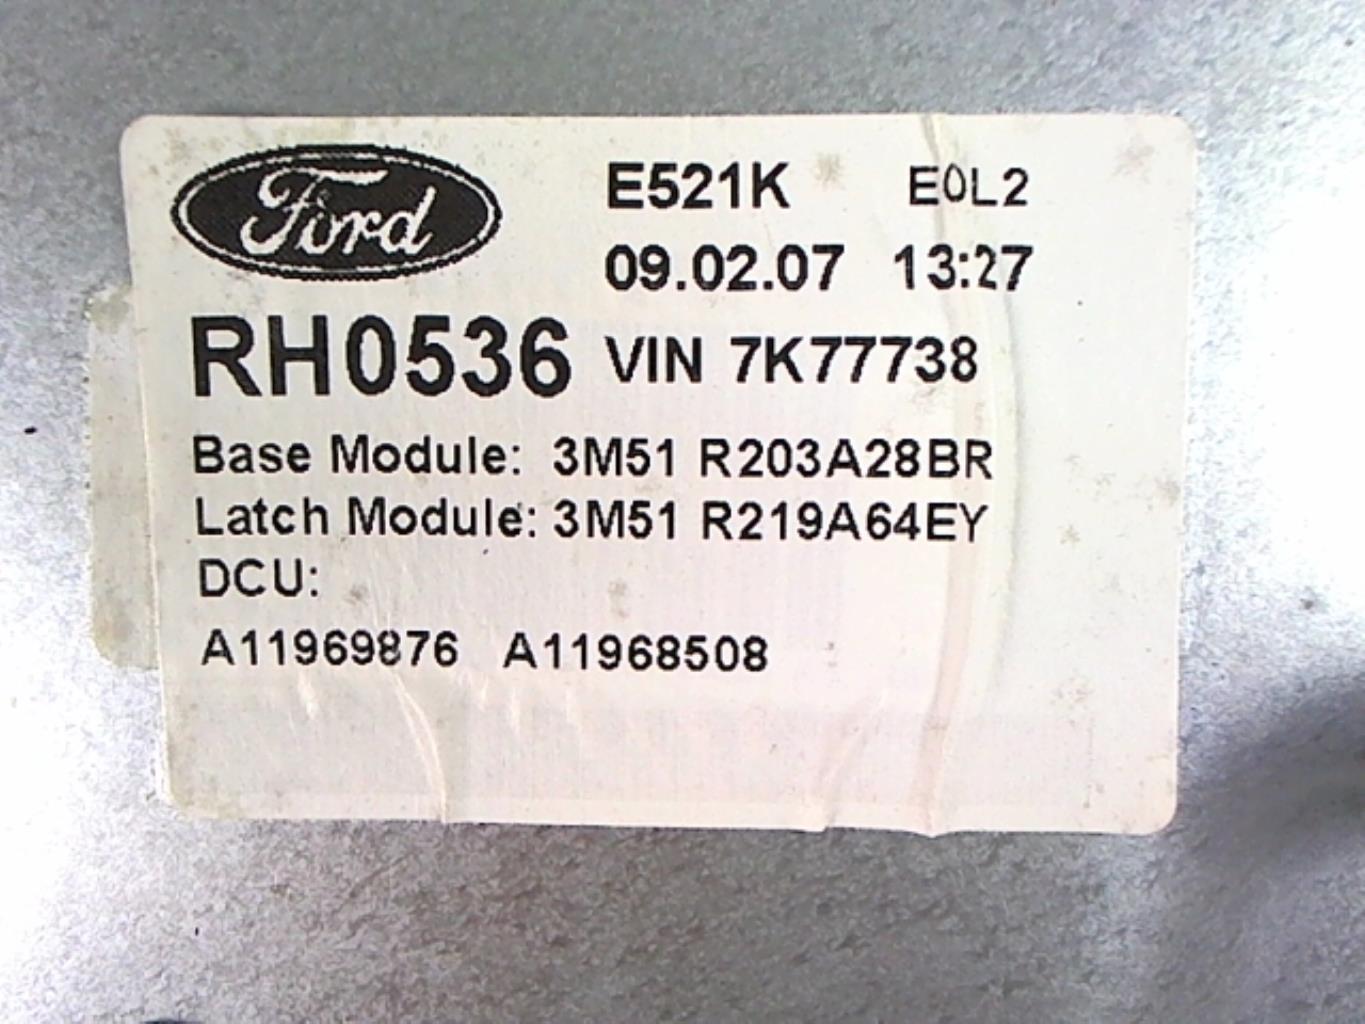 Ford E521K EOL2
09.02.07 13:27
RH0536 VIN 7K77738
Base Module: 3M51 R203A28BR
Latch Module: 3M51 R219A64EY
DCU:
A11969876 A11968508